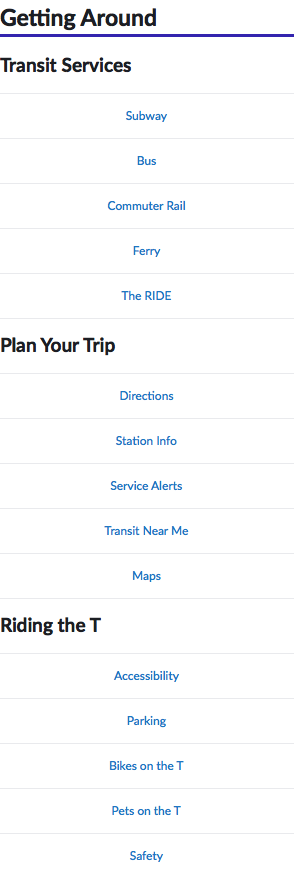 Getting Around
Transit Services
Subway
Bus
Commuter Rail
Ferry
The RIDE
Plan Your Trip
Directions
Station Info
Service Alerts
Transit Near Me
Maps
Riding the T
Accessibility
Parking
Bikes on the T
Pets on the T
Safety